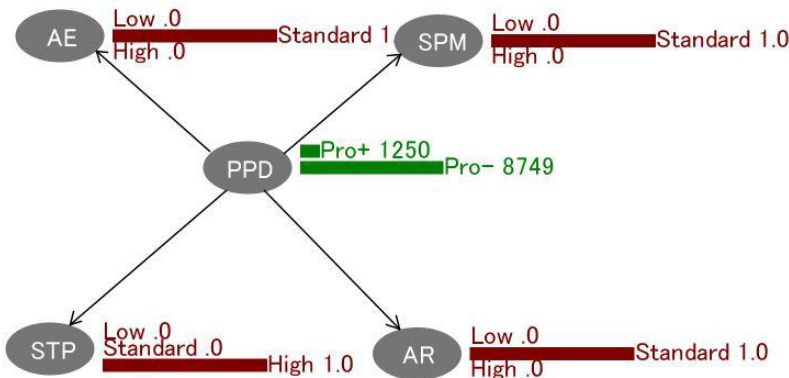 AE
Low .0
Standard 1
High .0
SPM
Low .0
Standard 1.0
High .0
PPD
Pro+ 1250
Pro- 8749
STP
Low .0
Standard .0
High 1.0
AR
Low .0
Standard 1.0
High .0